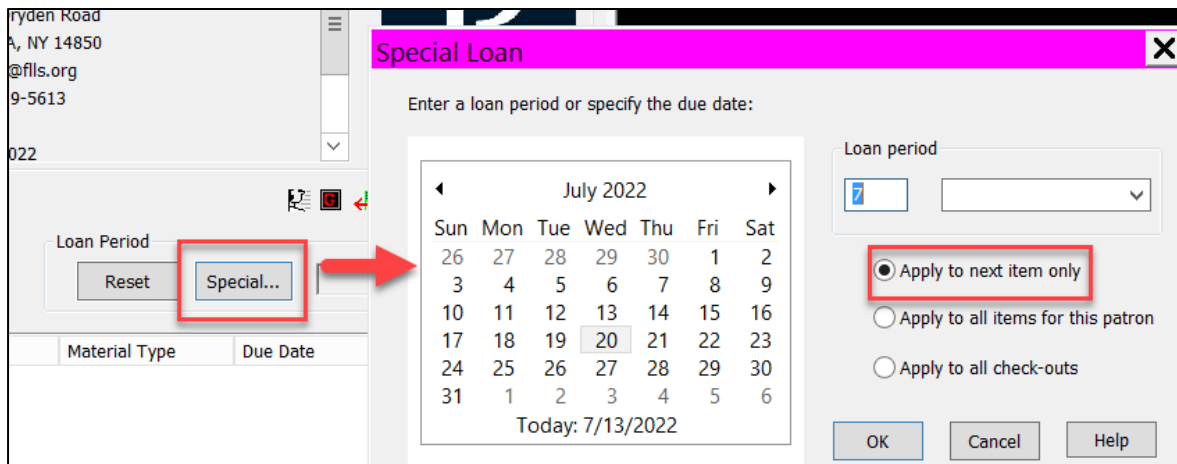 ryden Road
A, NY 14850
@flls.org
9-5613
022
Loan Period
Reset
Special...
Material Type
Due Date
Special Loan
Enter a loan period or specify the due date:
July 2022
Sun Mon Tue Wed Thu Fri Sat
26 27 28 29 30 1 2
3 4 5 6 7 8 9
10 11 12 13 14 15 16
17 18 19 20 21 22 23
24 25 26 27 28 29 30
31 1 2 3 4 5 6
Today: 7/13/2022
Loan period
7
Apply to next item only
Apply to all items for this patron
Apply to all check-outs
OK
Cancel
Help